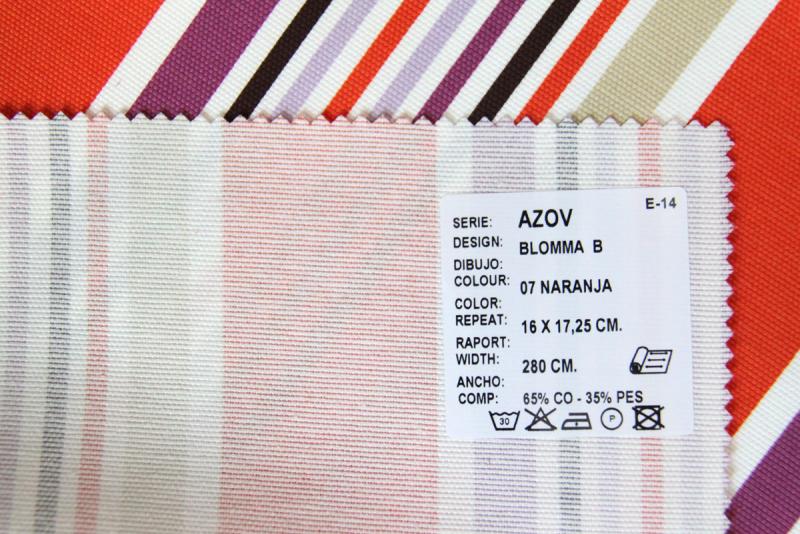 E-14
SERIE: AZOV
DESIGN: BLOMMA B
DIBUJO:
COLOUR: 07 NARANJA
COLOR:
REPEAT: 16 X 17,25 CM.
RAPORT:
WIDTH: 280 CM.
ANCHO:
COMP: 65% CO - 35% PES
30 P